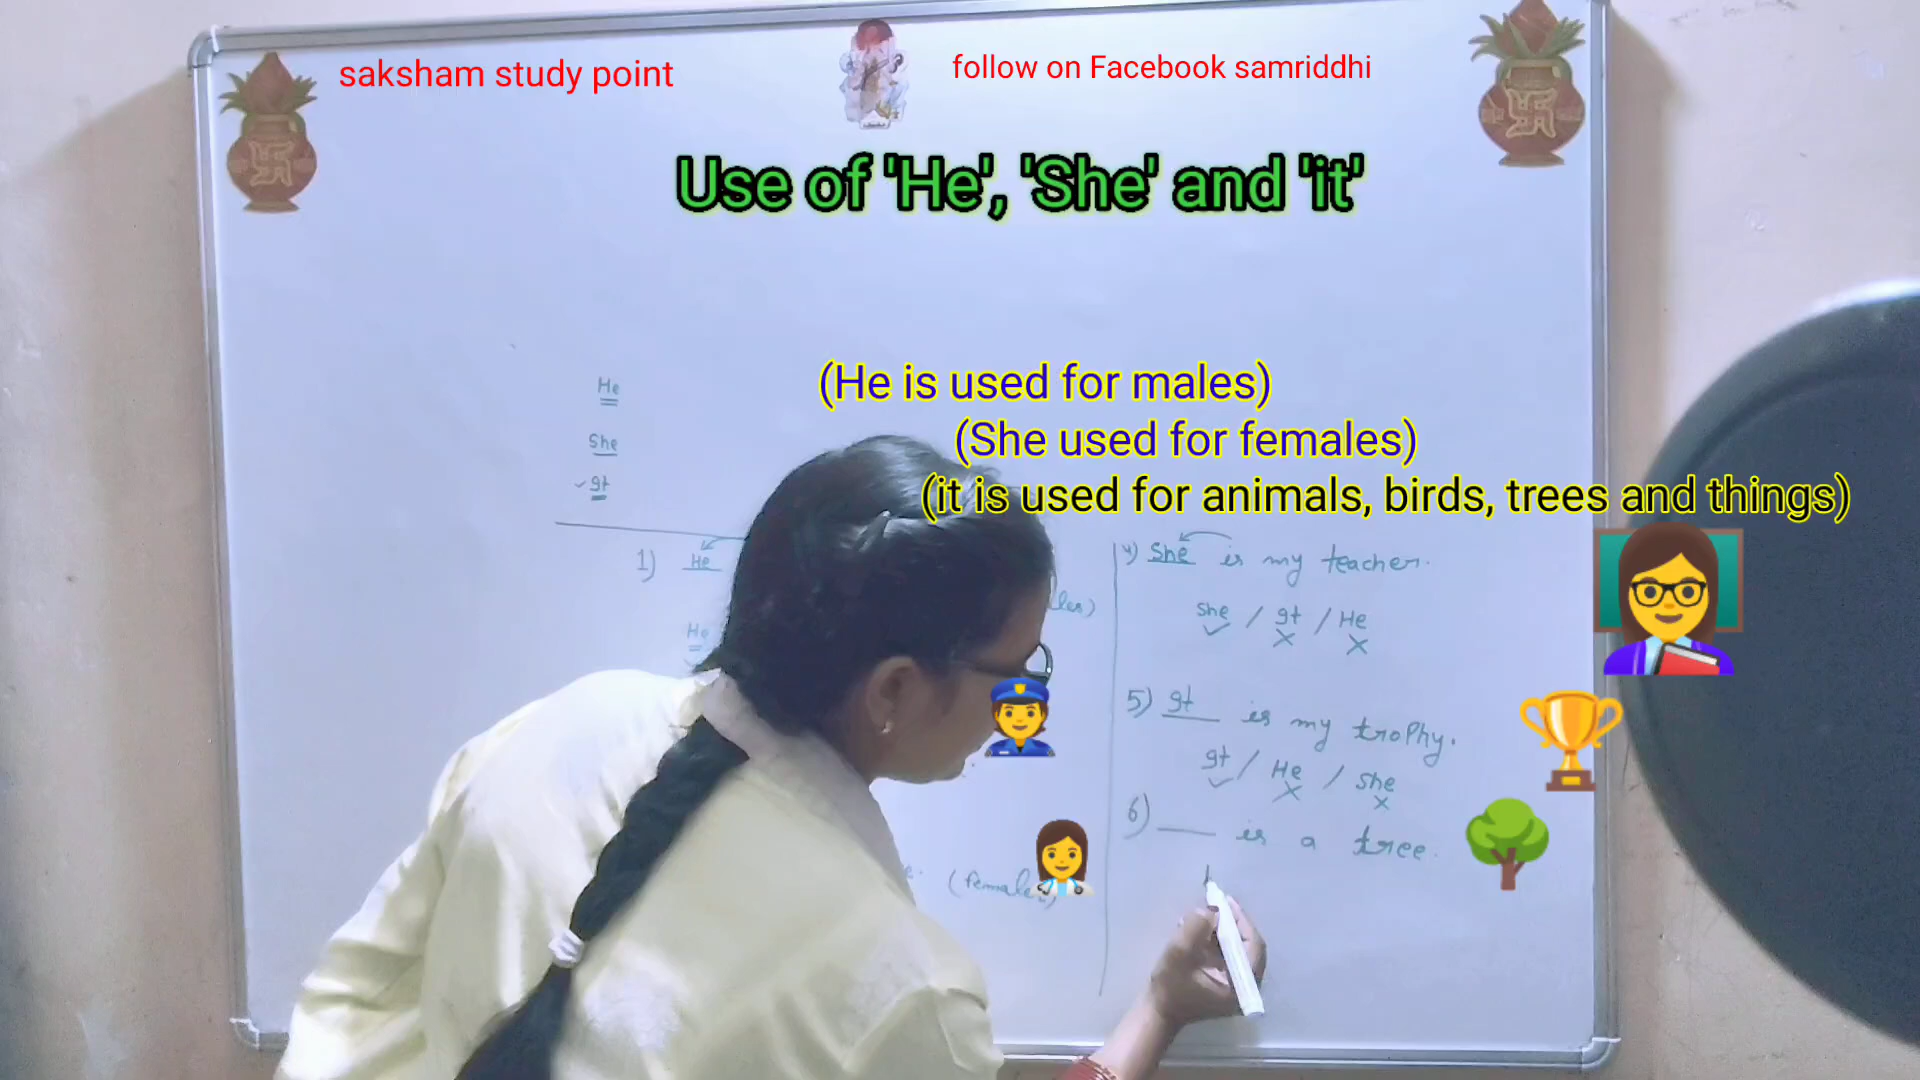 saksham study point
follow on Facebook samriddhi
Use of 'He', 'She' and 'it'
(He is used for males)
(She used for females)
(it is used for animals, birds, trees and things)
He
She
It
1) He
He
(females)
4) She is my teacher.
She / It / He
5) It is my trophy.
It / He / She
6) ___ is a tree.